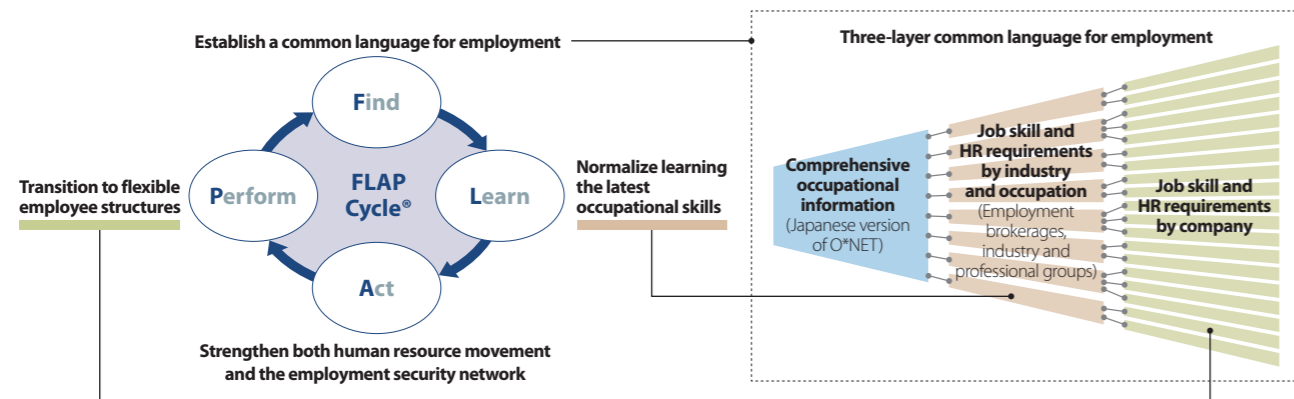 Establish a common language for employment
Find
Perform
FLAP
Cycle®
Learn
Act
Transition to flexible
employee structures
Normalize learning
the latest
occupational skills
Strengthen both human resource movement
and the employment security network
Three-layer common language for employment
Comprehensive
occupational
information
(Japanese version
of O*NET)
Job skill and
HR requirements
by industry
and occupation
(Employment
brokerages,
industry and
professional groups)
Job skill and
HR requirements
by company